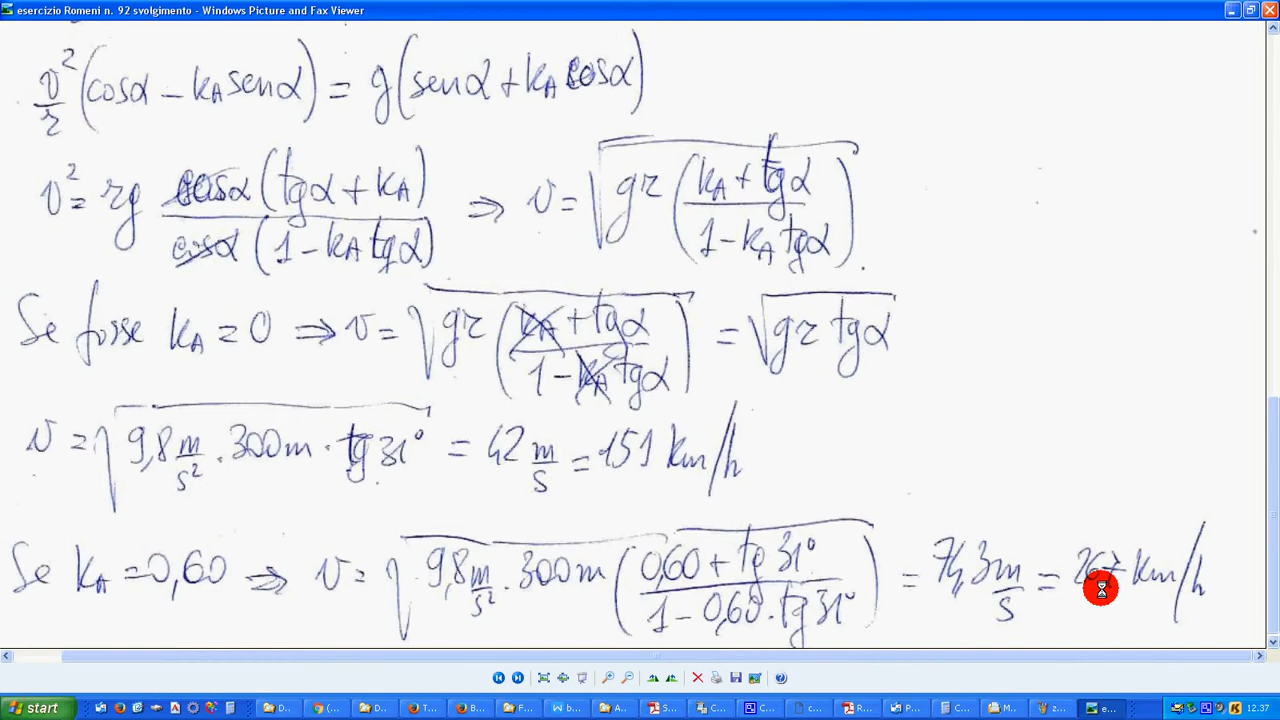 esercizio Romeni n. 92 svolgimento - Windows Picture and Fax Viewer
v²/r (cosα - kA senα) = g(senα + kA cosα)
v² = rg cosα (tgα + kA) / cosα (1 - kA tgα) ⇒ v = √gr (kA + tgα / 1 - kA tgα).
Se fosse kA = 0 ⇒ v = √gr (kA + tgα / 1 - kA tgα) = √gr tgα
v = √9,8 m/s² · 300m · tg 31° = 42 m/s = 151 Km/h
Se kA = 0,60 ⇒ v = √9,8 m/s² · 300m (0,60 + tg 31° / 1 - 0,60 · tg 31°) = 74,3 m/s = 267 Km/h
start D... ( ... D... D... T... B... F... b... A... S... C... C... c... R... P... C... D... z... e... 12.37